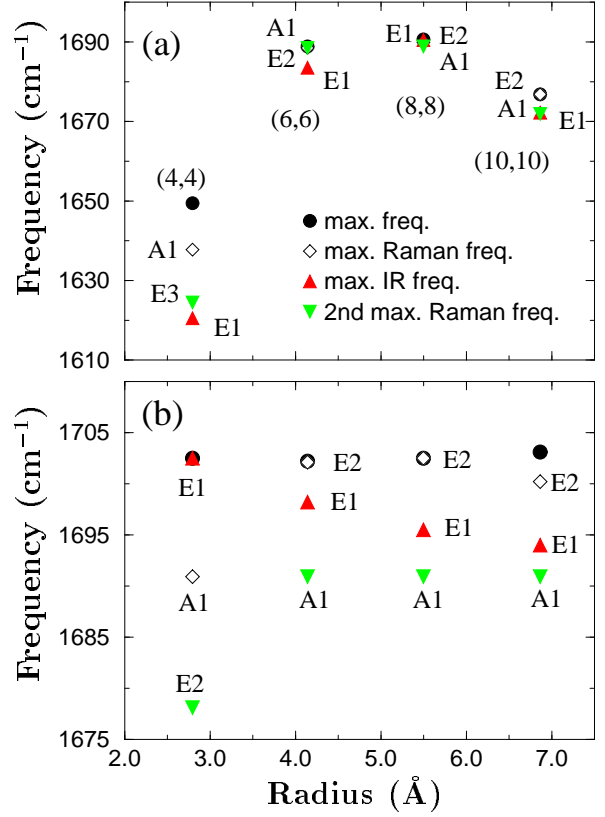 (a)
Frequency (cm−1)
1690
1670
1650
1630
1610
A1
E2
E1
(6,6)
E1
E2
A1
(8,8)
E2
A1
E1
(10,10)
(4,4)
A1
E3
E1
max. freq.
max. Raman freq.
max. IR freq.
2nd max. Raman freq.
(b)
Frequency (cm−1)
1705
1695
1685
1675
E1
E2
E2
E2
E1
E1
E1
A1
A1
A1
A1
E2
2.0
3.0
4.0
5.0
6.0
7.0
Radius (Å)